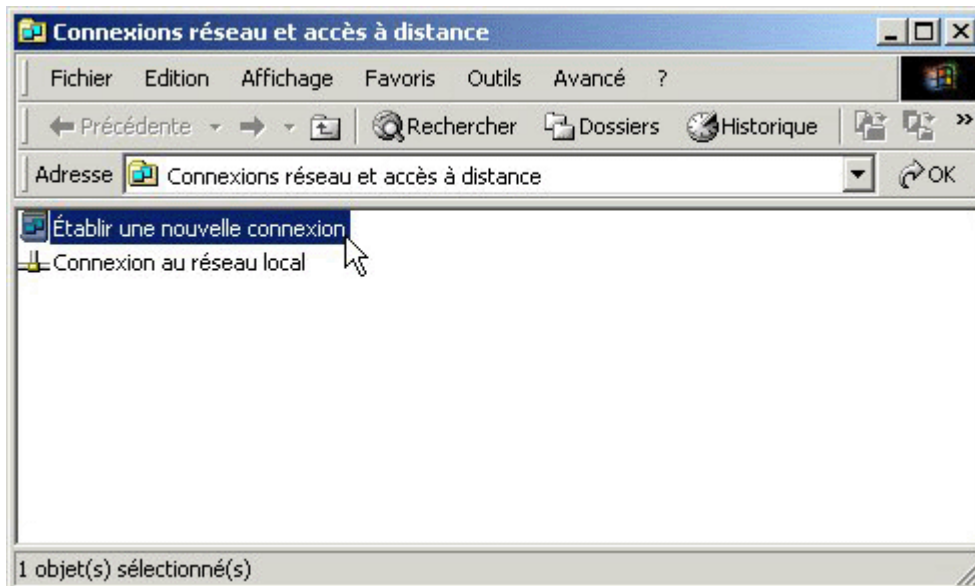 Connexions réseau et accès à distance
Fichier Edition Affichage Favoris Outils Avancé ?
Précédente Rechercher Dossiers Historique »
Adresse Connexions réseau et accès à distance OK
Établir une nouvelle connexion
Connexion au réseau local
1 objet(s) sélectionné(s)